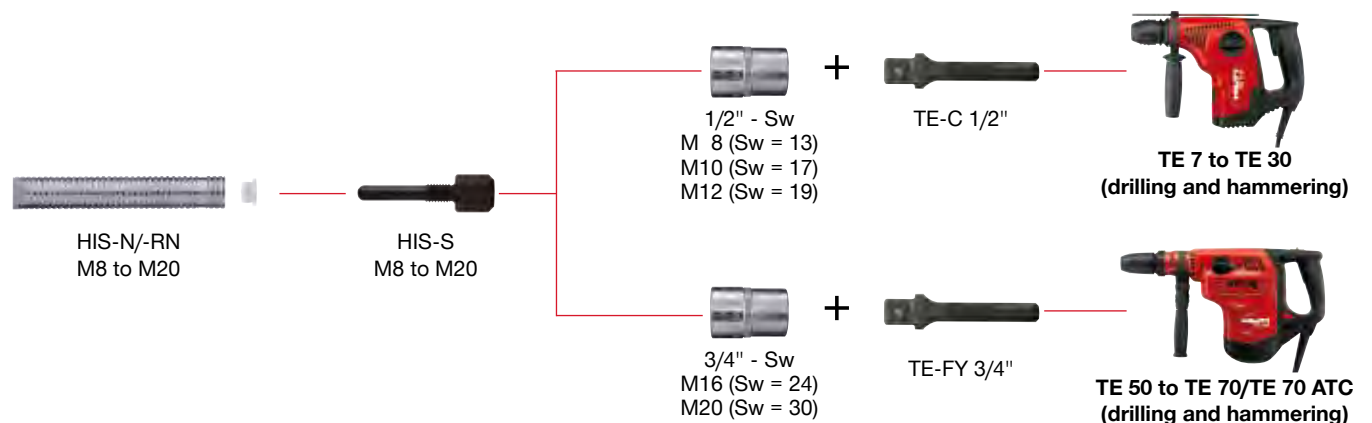 HIS-N/-RN
M8 to M20
HIS-S
M8 to M20
1/2" - Sw
M 8 (Sw = 13)
M10 (Sw = 17)
M12 (Sw = 19)
TE-C 1/2"
TE 7 to TE 30
(drilling and hammering)
3/4" - Sw
M16 (Sw = 24)
M20 (Sw = 30)
TE-FY 3/4"
TE 50 to TE 70/TE 70 ATC
(drilling and hammering)